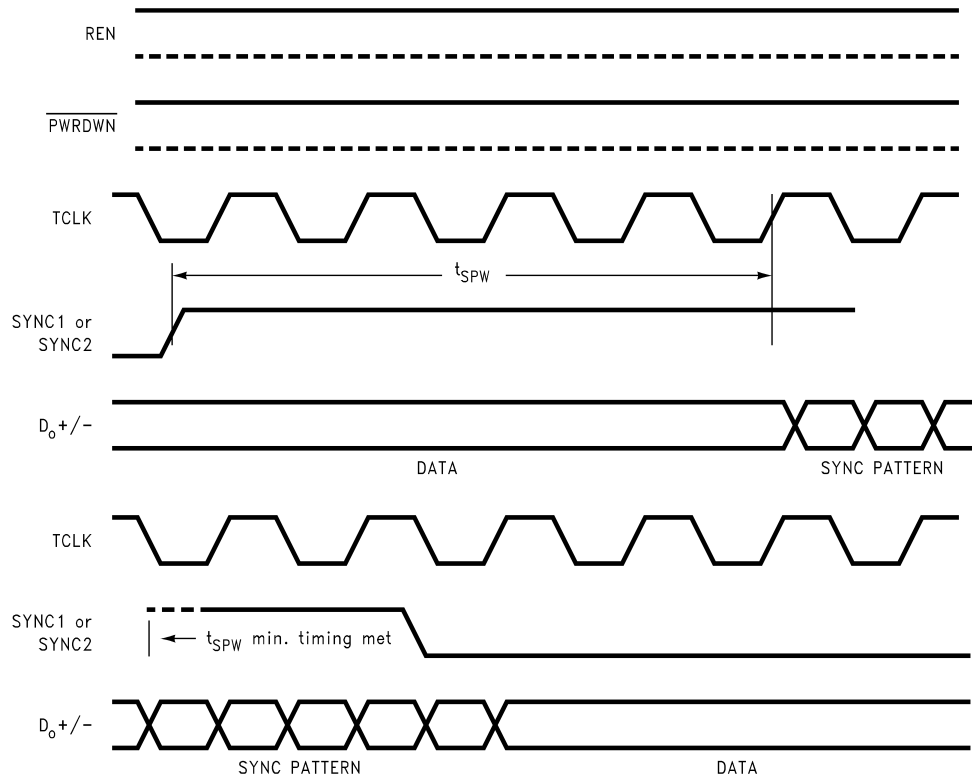 REN
PWRDWN
TCLK
tSPW
SYNC1 or
SYNC2
Do+/-
DATA
SYNC PATTERN
TCLK
SYNC1 or
SYNC2
tSPW min. timing met
Do+/-
SYNC PATTERN
DATA